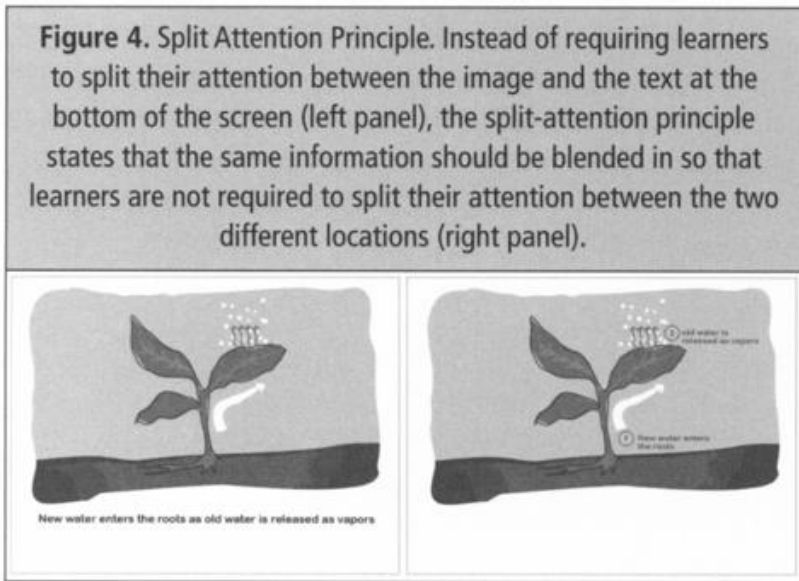 Figure 4. Split Attention Principle. Instead of requiring learners
to split their attention between the image and the text at the
bottom of the screen (left panel), the split-attention principle
states that the same information should be blended in so that
learners are not required to split their attention between the two
different locations (right panel).
New water enters the roots as old water is released as vapors
2 old water is
released as vapors
1 New water enters
the roots